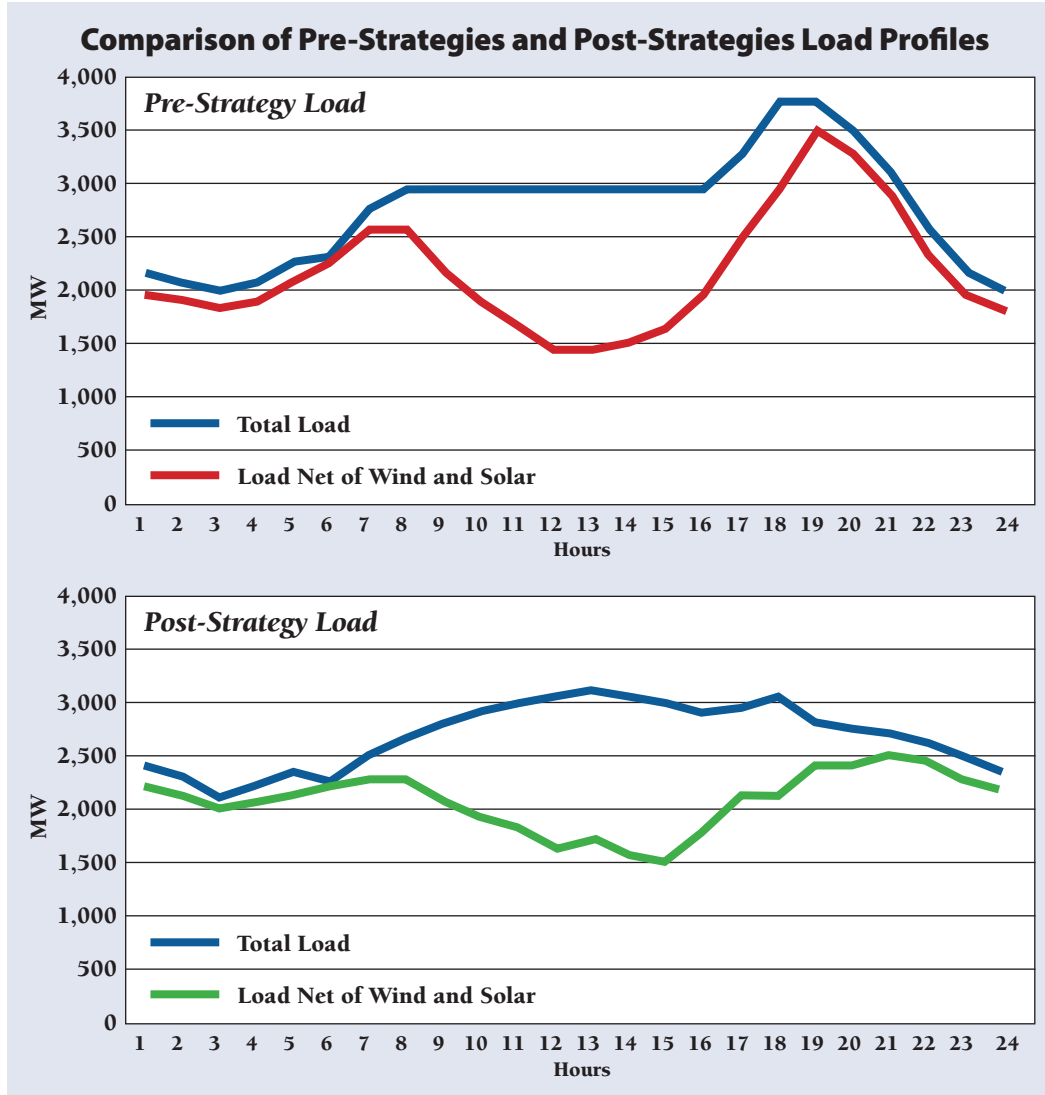 Comparison of Pre-Strategies and Post-Strategies Load Profiles
4,000
Pre-Strategy Load
3,500
3,000
2,500
MW
2,000
1,500
1,000
Total Load
500
Load Net of Wind and Solar
0
1 2 3 4 5 6 7 8 9 10 11 12 13 14 15 16 17 18 19 20 21 22 23 24
Hours
4,000
Post-Strategy Load
3,500
3,000
2,500
MW
2,000
1,500
1,000
Total Load
500
Load Net of Wind and Solar
0
1 2 3 4 5 6 7 8 9 10 11 12 13 14 15 16 17 18 19 20 21 22 23 24
Hours